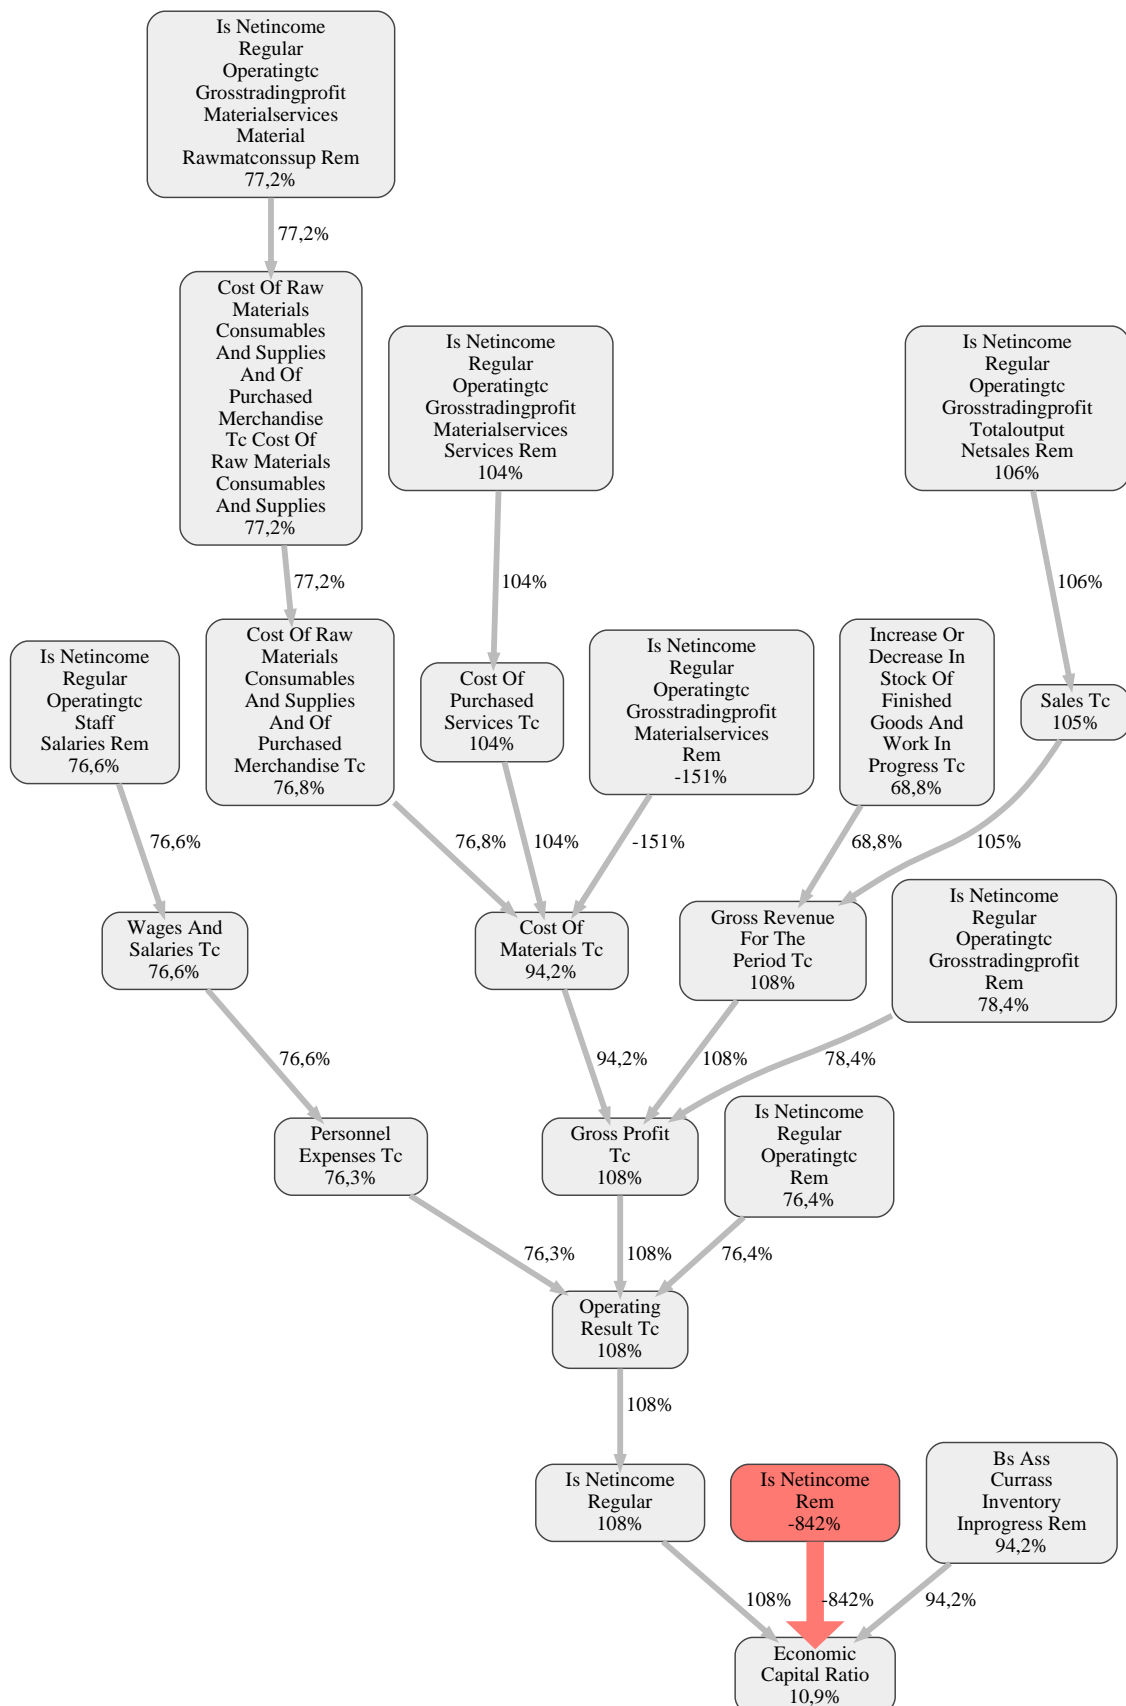 Is Netincome
Regular
Operatingtc
Grosstradingprofit
Materialservices
Material
Rawmatconssup Rem
77,2%
77,2%
Cost Of Raw
Materials
Consumables
And Supplies
And Of
Purchased
Merchandise
Tc Cost Of
Raw Materials
Consumables
And Supplies
77,2%
Is Netincome
Regular
Operatingtc
Grosstradingprofit
Materialservices
Services Rem
104%
Is Netincome
Regular
Operatingtc
Grosstradingprofit
Totaloutput
Netsales Rem
106%
77,2%
104%
106%
Is Netincome
Regular
Operatingtc
Staff
Salaries Rem
76,6%
Cost Of Raw
Materials
Consumables
And Supplies
And Of
Purchased
Merchandise Tc
76,8%
Cost Of
Purchased
Services Tc
104%
Is Netincome
Regular
Operatingtc
Grosstradingprofit
Materialservices
Rem
-151%
Increase Or
Decrease In
Stock Of
Finished
Goods And
Work In
Progress Tc
68,8%
Sales Tc
105%
76,6%
76,8%
104%
-151%
68,8%
105%
Wages And
Salaries Tc
76,6%
Cost Of
Materials Tc
94,2%
Gross Revenue
For The
Period Tc
108%
Is Netincome
Regular
Operatingtc
Grosstradingprofit
Rem
78,4%
76,6%
94,2%
108%
78,4%
Personnel
Expenses Tc
76,3%
Gross Profit
Tc
108%
Is Netincome
Regular
Operatingtc
Rem
76,4%
76,3%
108%
76,4%
Operating
Result Tc
108%
108%
Is Netincome
Regular
108%
Is Netincome
Rem
-842%
Bs Ass
Currass
Inventory
Inprogress Rem
94,2%
108%
-842%
94,2%
Economic
Capital Ratio
10,9%